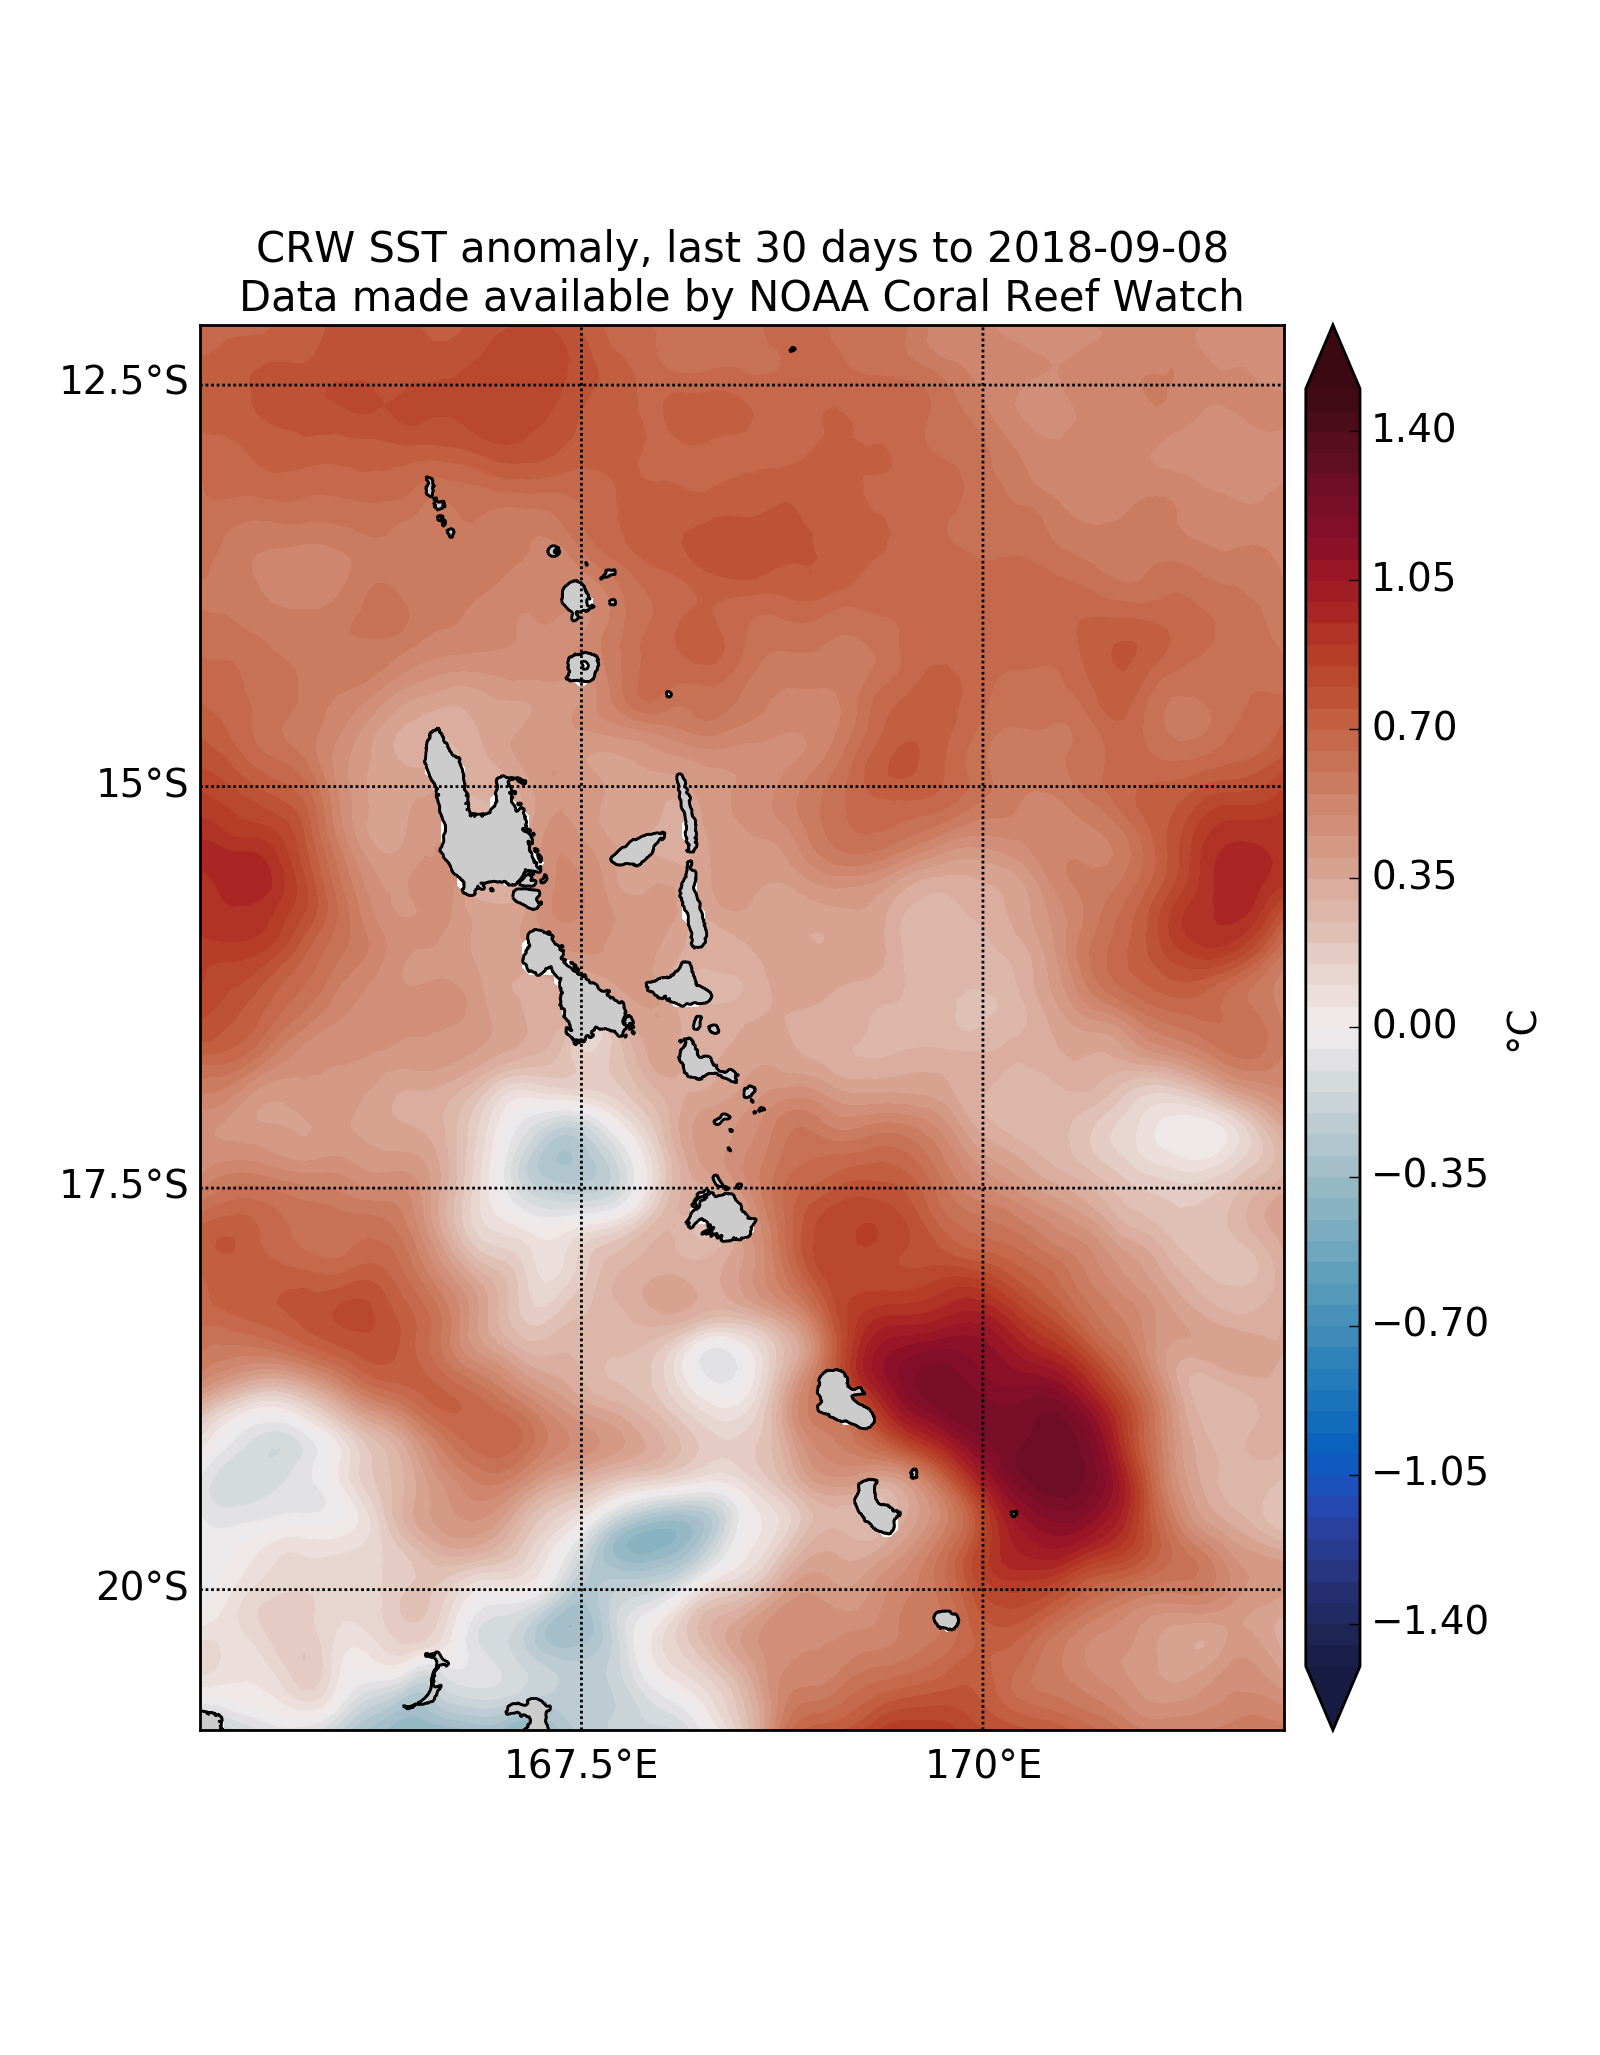 CRW SST anomaly, last 30 days to 2018-09-08
Data made available by NOAA Coral Reef Watch
12.5°S
15°S
17.5°S
20°S
167.5°E
170°E
1.40
1.05
0.70
0.35
0.00
−0.35
−0.70
−1.05
−1.40
°C